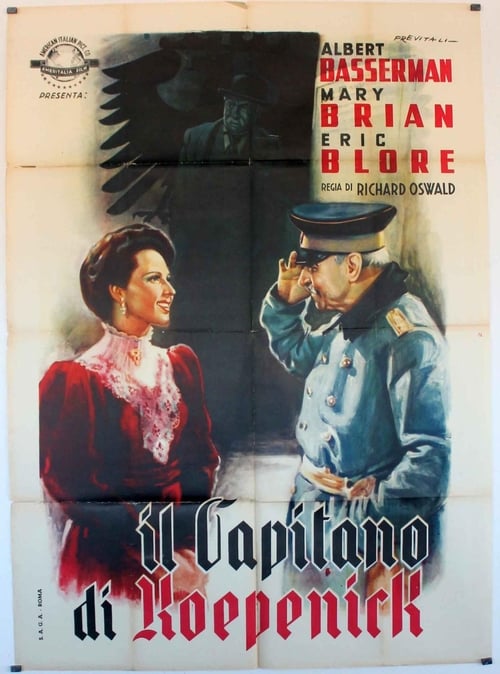 AMERICAN ITALIAN PICT. CO.
AMERITALIA FILM
PRESENTA:
PREVITALI
ALBERT
BASSERMAN
MARY
BRIAN
ERIC
BLORE
REGIA DI RICHARD OSWALD
il Capitano
di Koepenick
S.A.G.A. - ROMA